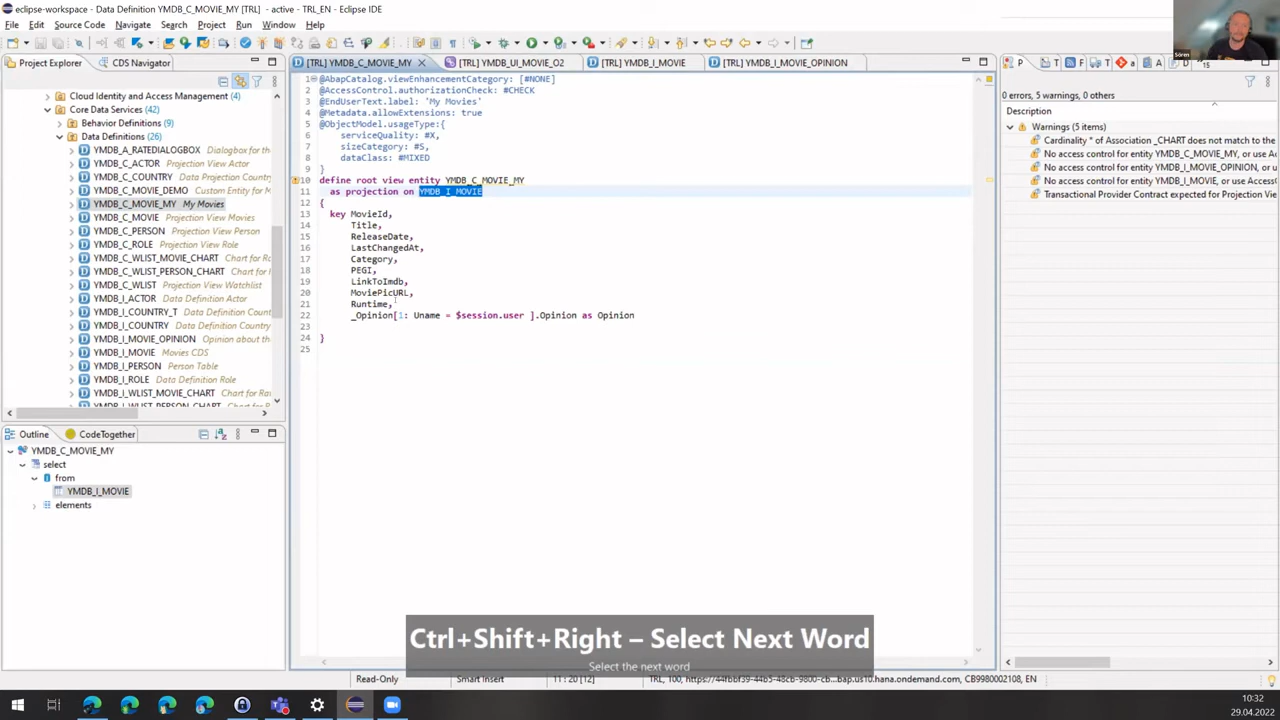 eclipse-workspace - Data Definition YMDB_C_MOVIE_MY [TRL] - active - TRL_EN - Eclipse IDE
File Edit Source Code Navigate Search Project Run Window Help
Project Explorer CDS Navigator
Cloud Identity and Access Management (4)
Core Data Services (42)
Behavior Definitions (9)
Data Definitions (26)
YMDB_A_RATEDIALOGBOX Dialogbox for the
YMDB_C_ACTOR Projection View Actor
YMDB_C_COUNTRY Projection View Country
YMDB_C_MOVIE_DEMO Custom Entity for M
YMDB_C_MOVIE_MY My Movies
YMDB_C_MOVIE Projection View Movies
YMDB_C_PERSON Projection View Person
YMDB_C_ROLE Projection View Role
YMDB_C_WLIST_MOVIE_CHART Chart for Ra
YMDB_C_WLIST_PERSON_CHART Chart for
YMDB_C_WLIST Projection View Watchlist
YMDB_I_ACTOR Data Definition Actor
YMDB_I_COUNTRY_T Data Definition Count
YMDB_I_COUNTRY Data Definition Country
YMDB_I_MOVIE_OPINION Opinion about th
YMDB_I_MOVIE Movies CDS
YMDB_I_PERSON Person Table
YMDB_I_ROLE Data Definition Role
YMDB_I_WLIST_MOVIE_CHART Chart for Ra
YMDB_I_WLIST_PERSON_CHART Chart for
Outline CodeTogether
YMDB_C_MOVIE_MY
select
from
YMDB_I_MOVIE
elements
[TRL] YMDB_C_MOVIE_MY [TRL] YMDB_UI_MOVIE_O2 [TRL] YMDB_I_MOVIE [TRL] YMDB_I_MOVIE_OPINION
1 @AbapCatalog.viewEnhancementCategory: [#NONE]
2 @AccessControl.authorizationCheck: #CHECK
3 @EndUserText.label: 'My Movies'
4 @Metadata.allowExtensions: true
5 @ObjectModel.usageType:{
6 serviceQuality: #X,
7 sizeCategory: #S,
8 dataClass: #MIXED
9 }
10 define root view entity YMDB_C_MOVIE_MY
11 as projection on YMDB_I_MOVIE
12 {
13 key MovieId,
14 Title,
15 ReleaseDate,
16 LastChangedAt,
17 Category,
18 PEGI,
19 LinkToImdb,
20 MoviePicURL,
21 Runtime,
22 _Opinion[1: Uname = $session.user ].Opinion as Opinion
23
24 }
25
Ctrl+Shift+Right – Select Next Word
Select the next word
Sören
P T F T a A
15
0 errors, 5 warnings, 0 others
Description
Warnings (5 items)
Cardinality * of Association _CHART does not match to the
No access control for entity YMDB_C_MOVIE_MY, or use Ac
No access control for entity YMDB_I_MOVIE_OPINION, or u
No access control for entity YMDB_I_MOVIE, or use AccessC
Transactional Provider Contract expected for Projection Vie
Read-Only Smart Insert 11 : 20 [12] TRL, 100, https://44fbbf39-44b5-48cb-9800-cb...bap.us10.hana.ondemand.com, CB9980002108, EN
10:32
29.04.2022